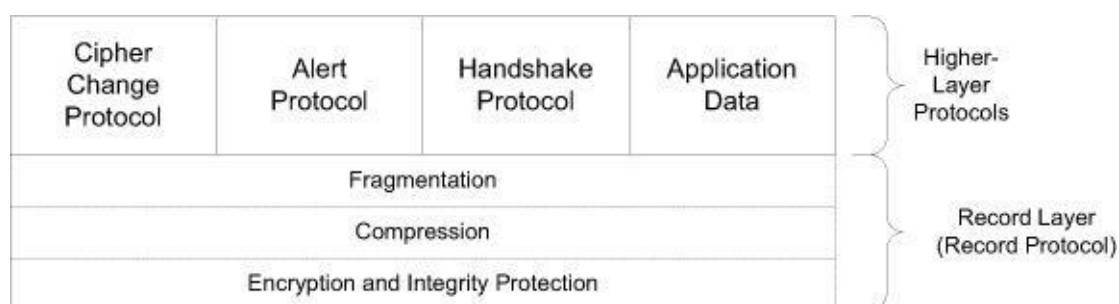 Cipher
Change
Protocol
Alert
Protocol
Handshake
Protocol
Application
Data
Higher-
Layer
Protocols
Fragmentation
Compression
Encryption and Integrity Protection
Record Layer
(Record Protocol)